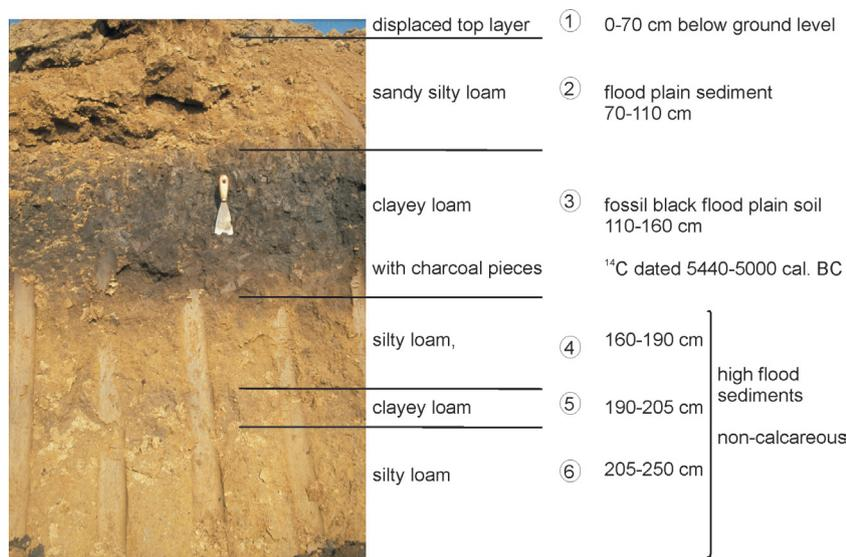 displaced top layer ① 0-70 cm below ground level
sandy silty loam ② flood plain sediment
70-110 cm
clayey loam ③ fossil black flood plain soil
110-160 cm
with charcoal pieces ¹⁴C dated 5440-5000 cal. BC
silty loam, ④ 160-190 cm
high flood
sediments
clayey loam ⑤ 190-205 cm
non-calcareous
silty loam ⑥ 205-250 cm